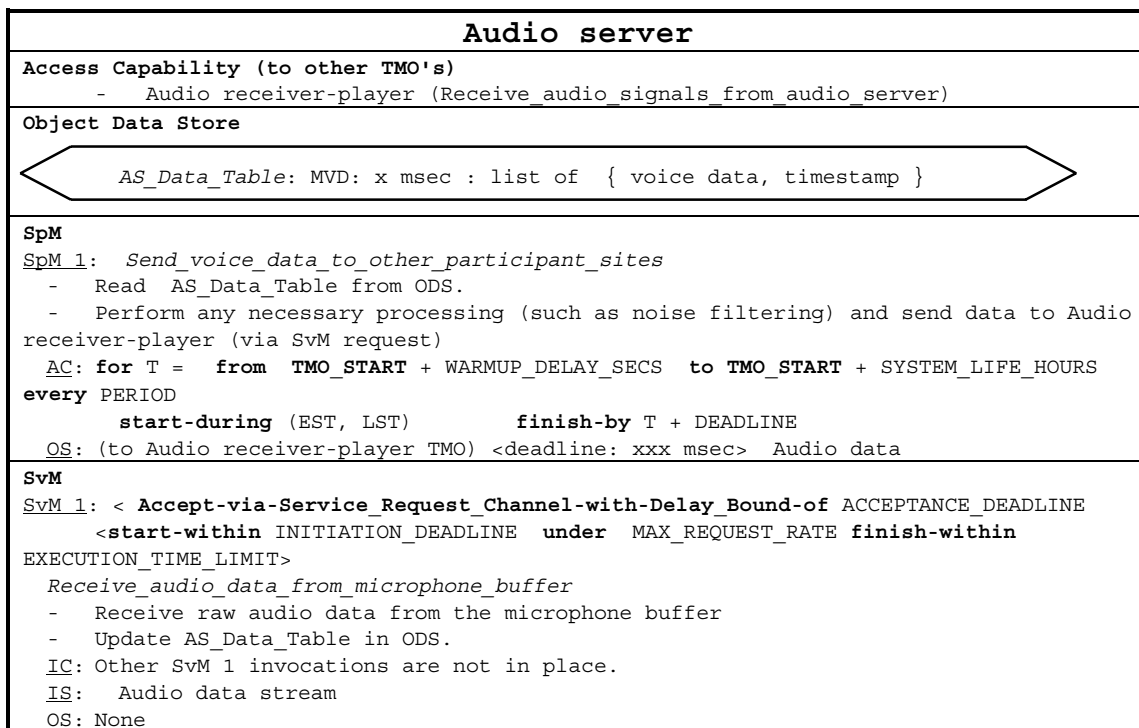 Audio server
Access Capability (to other TMO's)
- Audio receiver-player (Receive_audio_signals_from_audio_server)
Object Data Store
AS_Data_Table: MVD: x msec : list of { voice data, timestamp }
SpM
SpM 1: Send_voice_data_to_other_participant_sites
- Read AS_Data_Table from ODS.
- Perform any necessary processing (such as noise filtering) and send data to Audio
receiver-player (via SvM request)
AC: for T = from TMO_START + WARMUP_DELAY_SECS to TMO_START + SYSTEM_LIFE_HOURS
every PERIOD
start-during (EST, LST) finish-by T + DEADLINE
OS: (to Audio receiver-player TMO) <deadline: xxx msec> Audio data
SvM
SvM 1: < Accept-via-Service_Request_Channel-with-Delay_Bound-of ACCEPTANCE_DEADLINE
<start-within INITIATION_DEADLINE under MAX_REQUEST_RATE finish-within
EXECUTION_TIME_LIMIT>
Receive_audio_data_from_microphone_buffer
- Receive raw audio data from the microphone buffer
- Update AS_Data_Table in ODS.
IC: Other SvM 1 invocations are not in place.
IS: Audio data stream
OS: None